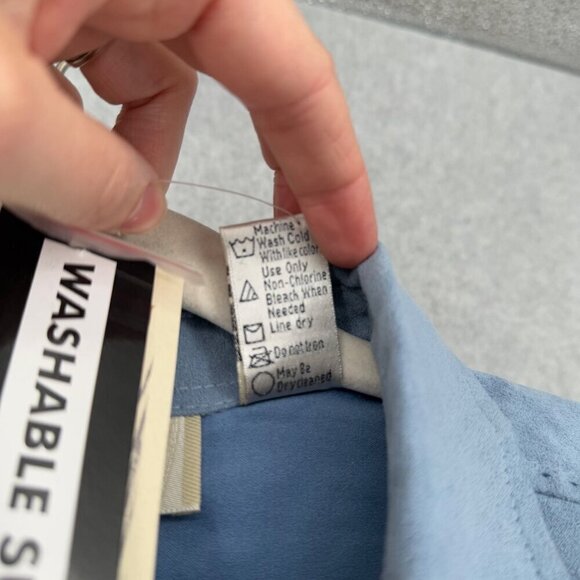 Machine
Wash Cold
With like color
Use Only
Non-Chlorine
Bleach When
Needed
Line dry
Do not Iron
May Be
Drycleaned
WASHABLE